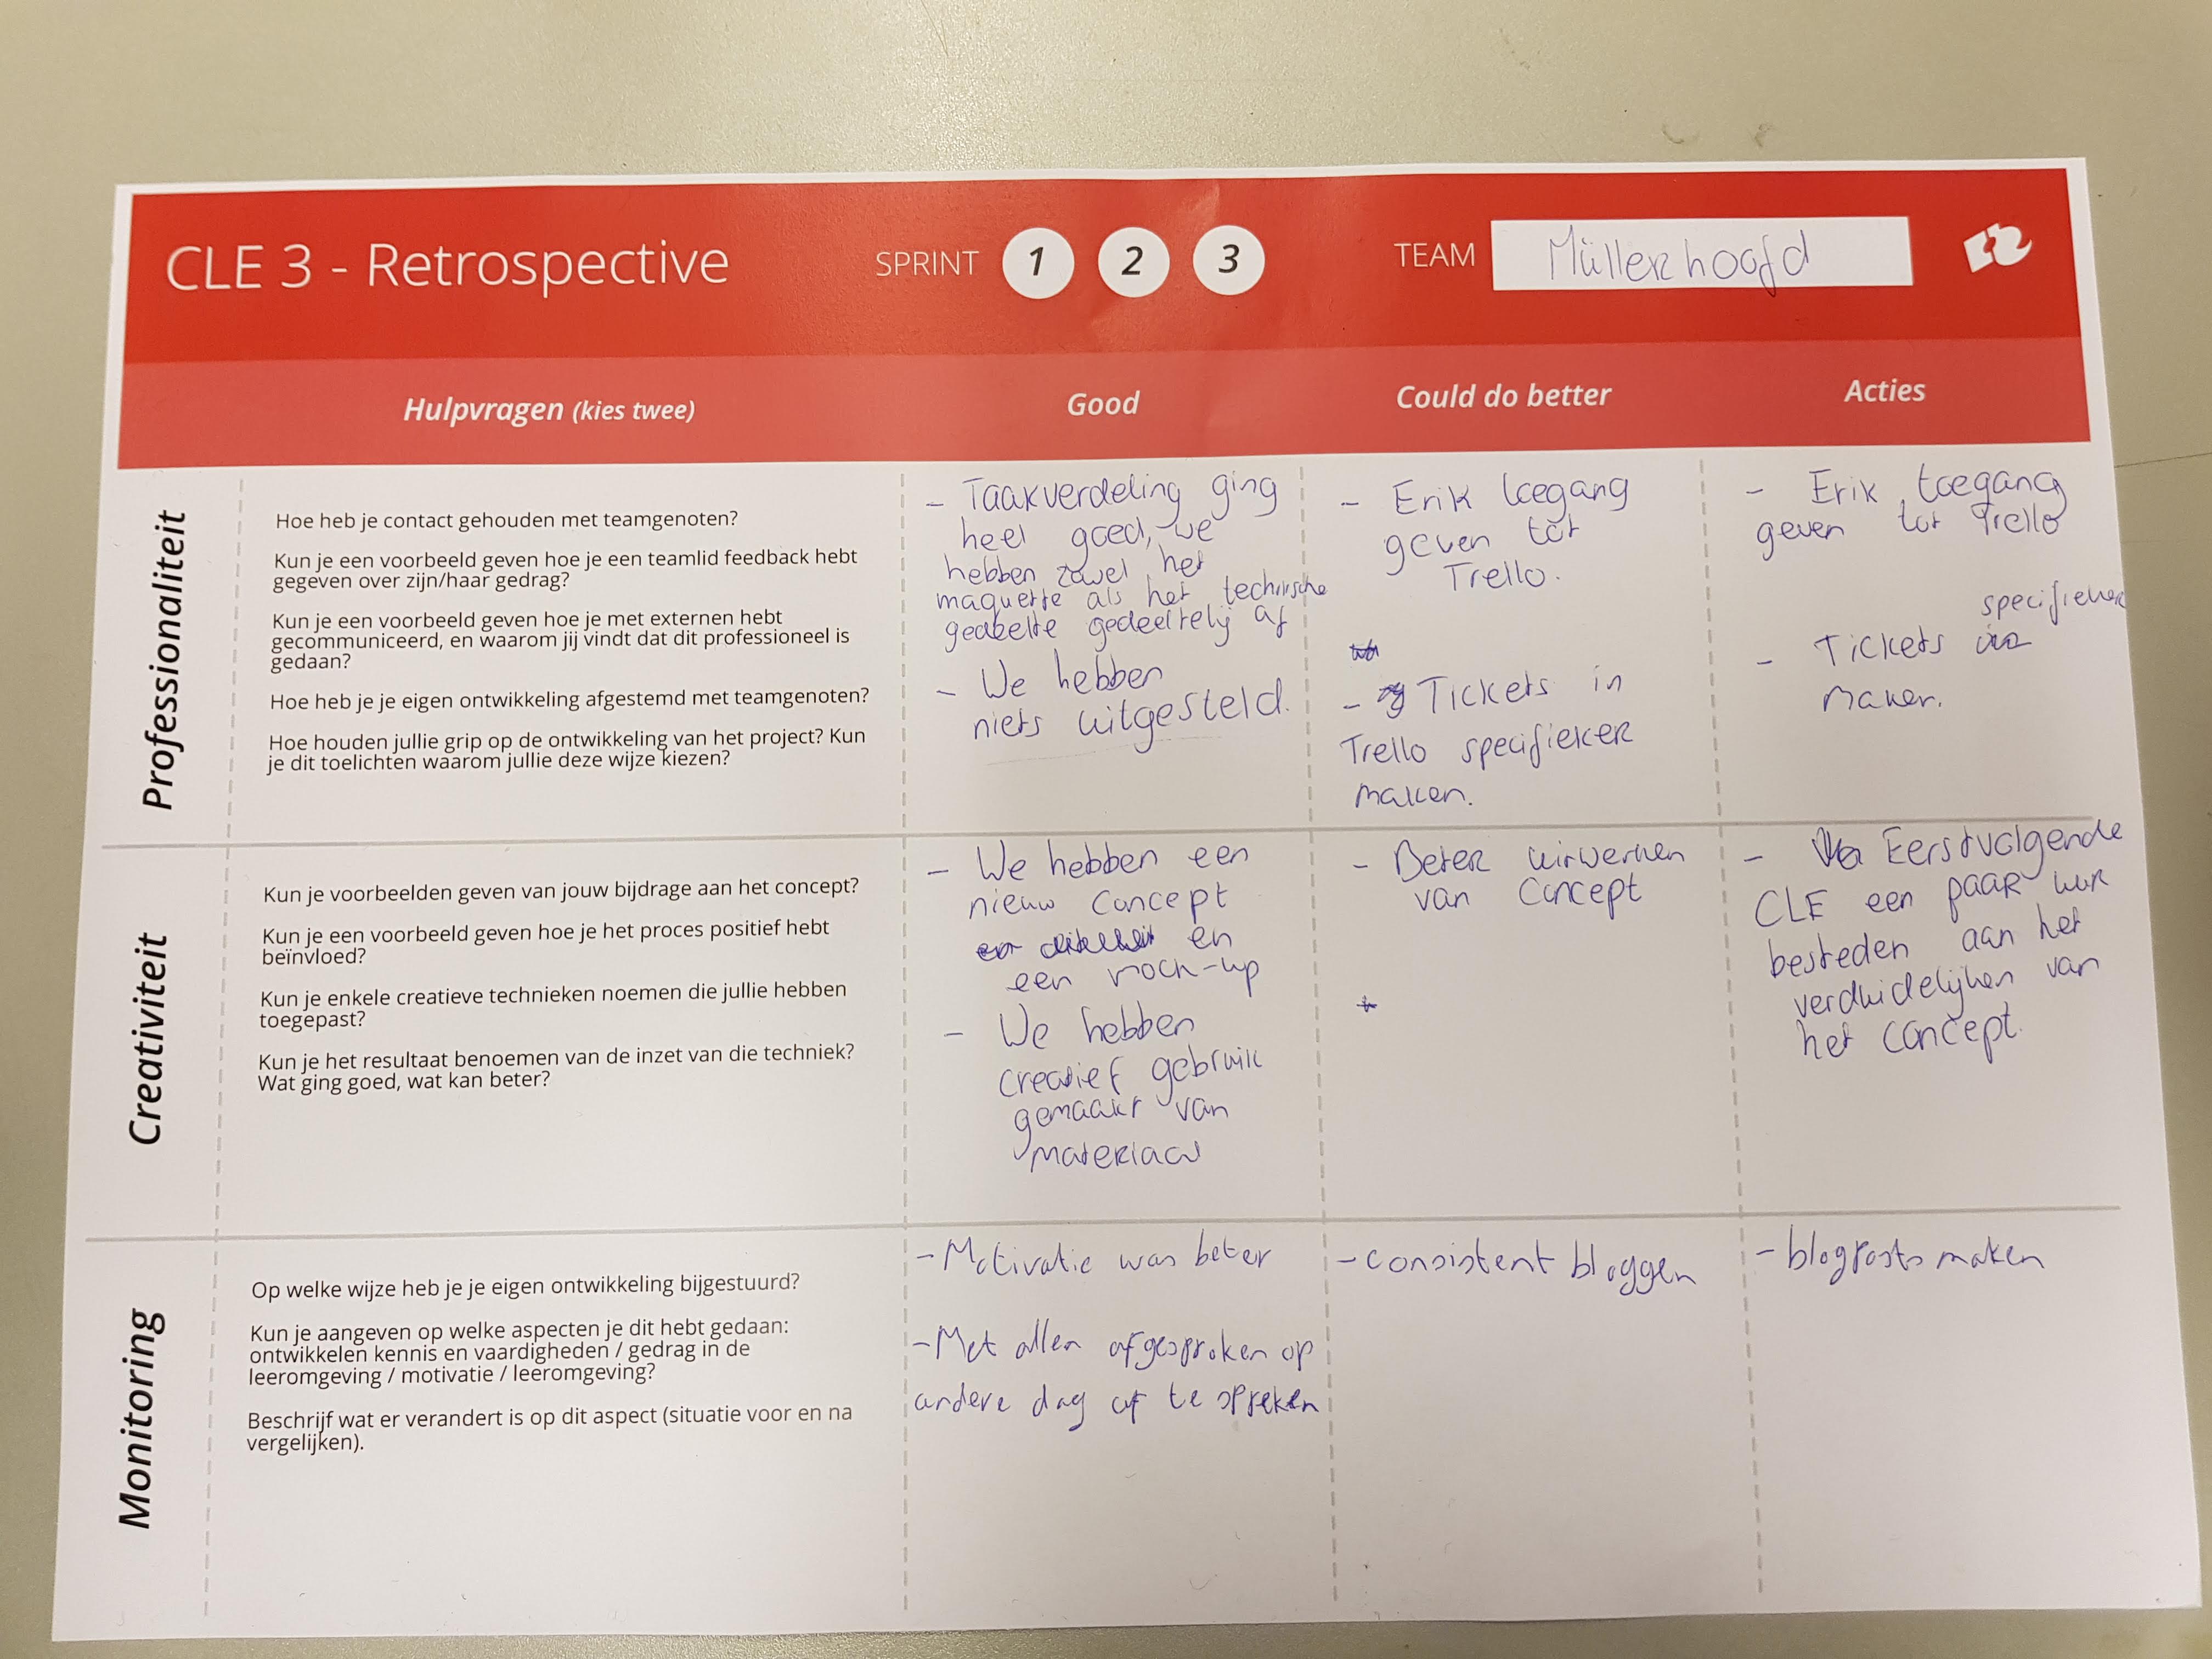 CLE 3 - Retrospective
SPRINT 1 2 3
TEAM Müllerhoofd
Hulpvragen (kies twee)
Good
Could do better
Acties
Professionaliteit
Hoe heb je contact gehouden met teamgenoten?
Kun je een voorbeeld geven hoe je een teamlid feedback hebt
gegeven over zijn/haar gedrag?
Kun je een voorbeeld geven hoe je met externen hebt
gecommuniceerd, en waarom jij vindt dat dit professioneel is
gedaan?
Hoe heb je je eigen ontwikkeling afgestemd met teamgenoten?
Hoe houden jullie grip op de ontwikkeling van het project? Kun
je dit toelichten waarom jullie deze wijze kiezen?
- Taakverdeling ging
heel goed, we
hebben zowel het
maquette als het technische
gedeelte gedeeltelijk af
- We hebben
niets uitgesteld.
- Erik toegang
geven tot
Trello.
- Tickets in
Trello specifieker
maken.
- Erik toegang
geven tot Trello
- Tickets specifieker
maken.
Creativiteit
Kun je voorbeelden geven van jouw bijdrage aan het concept?
Kun je een voorbeeld geven hoe je het proces positief hebt
beïnvloed?
Kun je enkele creatieve technieken noemen die jullie hebben
toegepast?
Kun je het resultaat benoemen van de inzet van die techniek?
Wat ging goed, wat kan beter?
- We hebben een
nieuw concept
en
een mock-up
- We hebben
creatief gebruik
gemaakt van
materiaal
- Beter uitwerken
van concept
- Eerstvolgende
CLE een paar uur
besteden aan het
verduidelijken van
het concept.
Monitoring
Op welke wijze heb je je eigen ontwikkeling bijgestuurd?
Kun je aangeven op welke aspecten je dit hebt gedaan:
ontwikkelen kennis en vaardigheden / gedrag in de
leeromgeving / motivatie / leeromgeving?
Beschrijf wat er verandert is op dit aspect (situatie voor en na
vergelijken).
- Motivatie was beter
- Met allen afgesproken op
andere dag af te spreken
- consistent bloggen
- blogposts maken